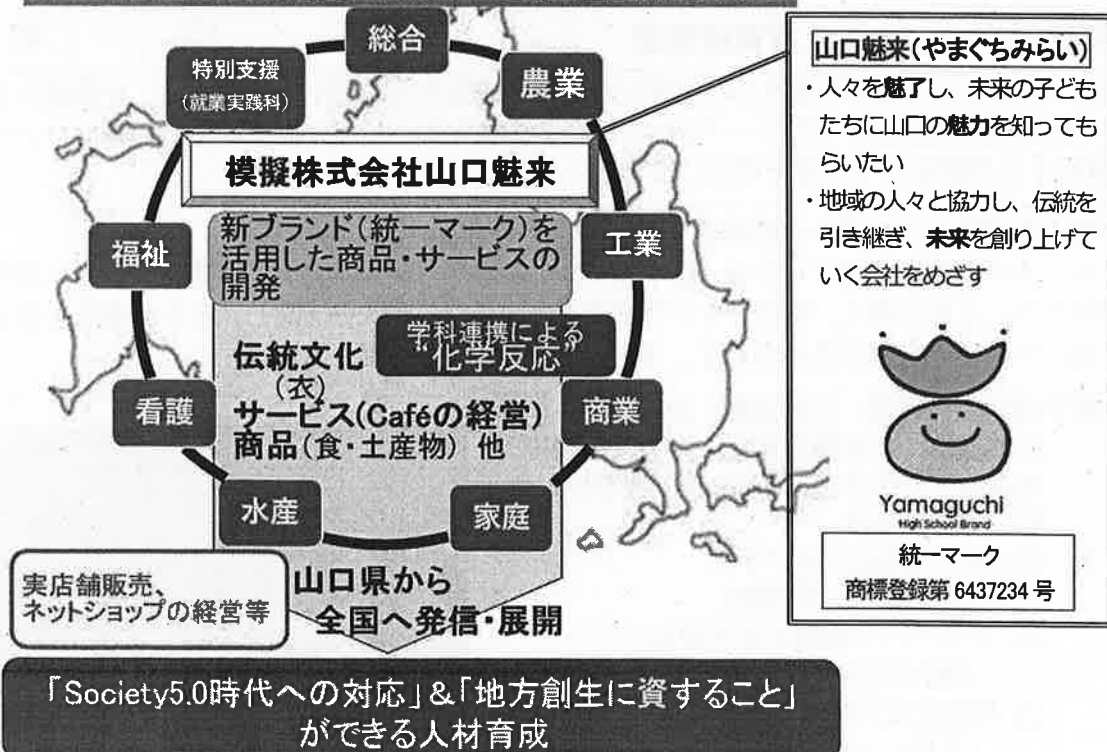 総合
特別支援
(就業実践科)
農業
模擬株式会社山口魅来
福祉
工業
新ブランド(統一マーク)を
活用した商品・サービスの
開発
学科連携による
“化学反応”
伝統文化
(衣)
サービス(Caféの経営)
商品(食・土産物) 他
看護
商業
水産
家庭
実店舗販売、
ネットショップの経営等
山口県から
全国へ発信・展開
「Society5.0時代への対応」&「地方創生に資すること」
ができる人材育成
山口魅来(やまぐちみらい)
・人々を魅了し、未来の子ども
たちに山口の魅力を知っても
らいたい
・地域の人々と協力し、伝統を
引き継ぎ、未来を創り上げて
いく会社をめざす
Yamaguchi
High School Brand
統一マーク
商標登録第 6437234 号